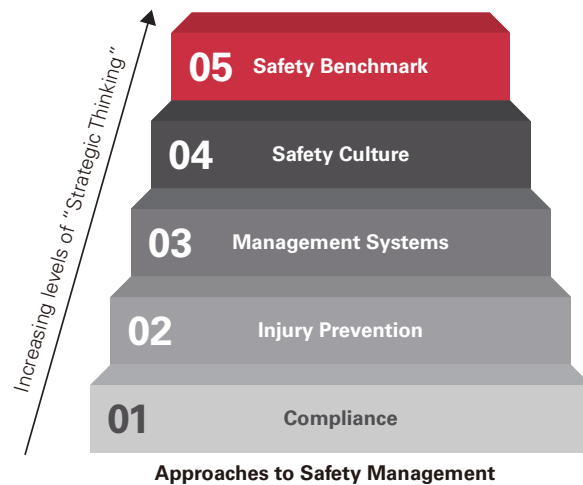 Increasing levels of “Strategic Thinking”
05 Safety Benchmark
04 Safety Culture
03 Management Systems
02 Injury Prevention
01 Compliance
Approaches to Safety Management